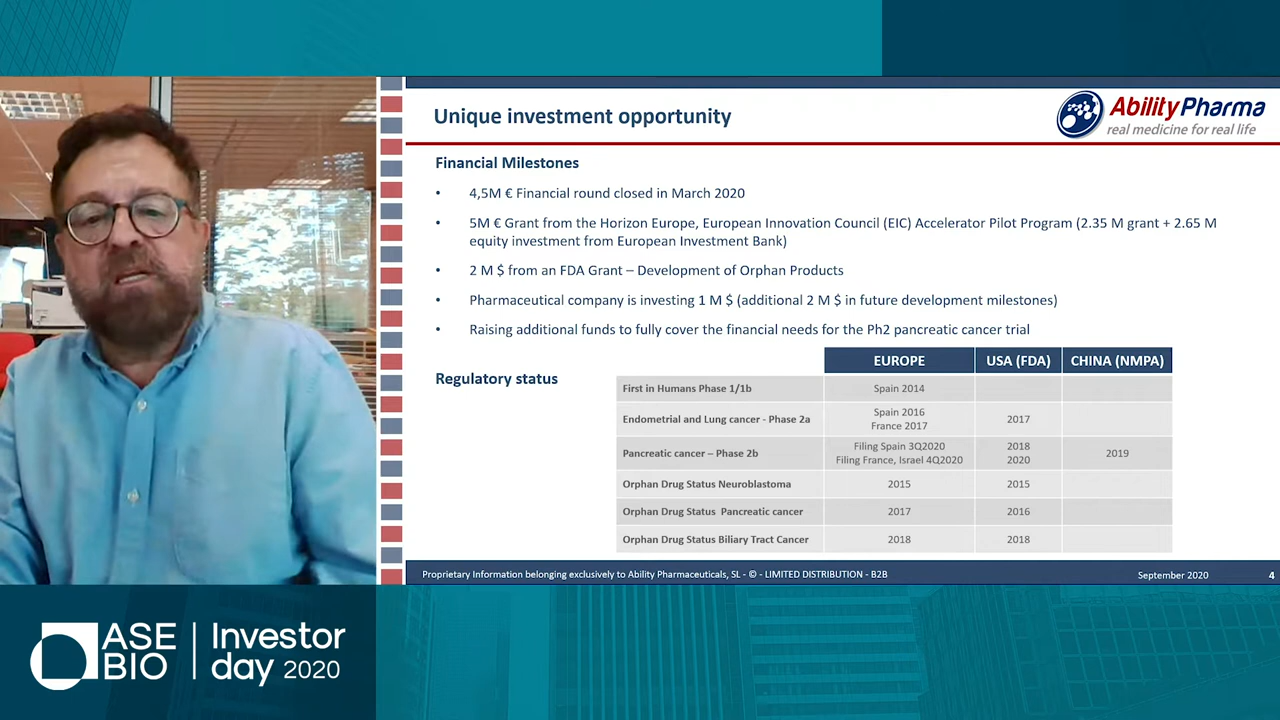 Unique investment opportunity
AbilityPharma
real medicine for real life
Financial Milestones
• 4,5M € Financial round closed in March 2020
• 5M € Grant from the Horizon Europe, European Innovation Council (EIC) Accelerator Pilot Program (2.35 M grant + 2.65 M
equity investment from European Investment Bank)
• 2 M $ from an FDA Grant – Development of Orphan Products
• Pharmaceutical company is investing 1 M $ (additional 2 M $ in future development milestones)
• Raising additional funds to fully cover the financial needs for the Ph2 pancreatic cancer trial
Regulatory status
EUROPE USA (FDA) CHINA (NMPA)
First in Humans Phase 1/1b Spain 2014
Endometrial and Lung cancer - Phase 2a Spain 2016 2017
France 2017
Pancreatic cancer – Phase 2b Filing Spain 3Q2020 2018 2019
Filing France, Israel 4Q2020 2020
Orphan Drug Status Neuroblastoma 2015 2015
Orphan Drug Status Pancreatic cancer 2017 2016
Orphan Drug Status Biliary Tract Cancer 2018 2018
Proprietary Information belonging exclusively to Ability Pharmaceuticals, SL - © - LIMITED DISTRIBUTION - B2B
September 2020 4
ASE
BIO
Investor
day 2020